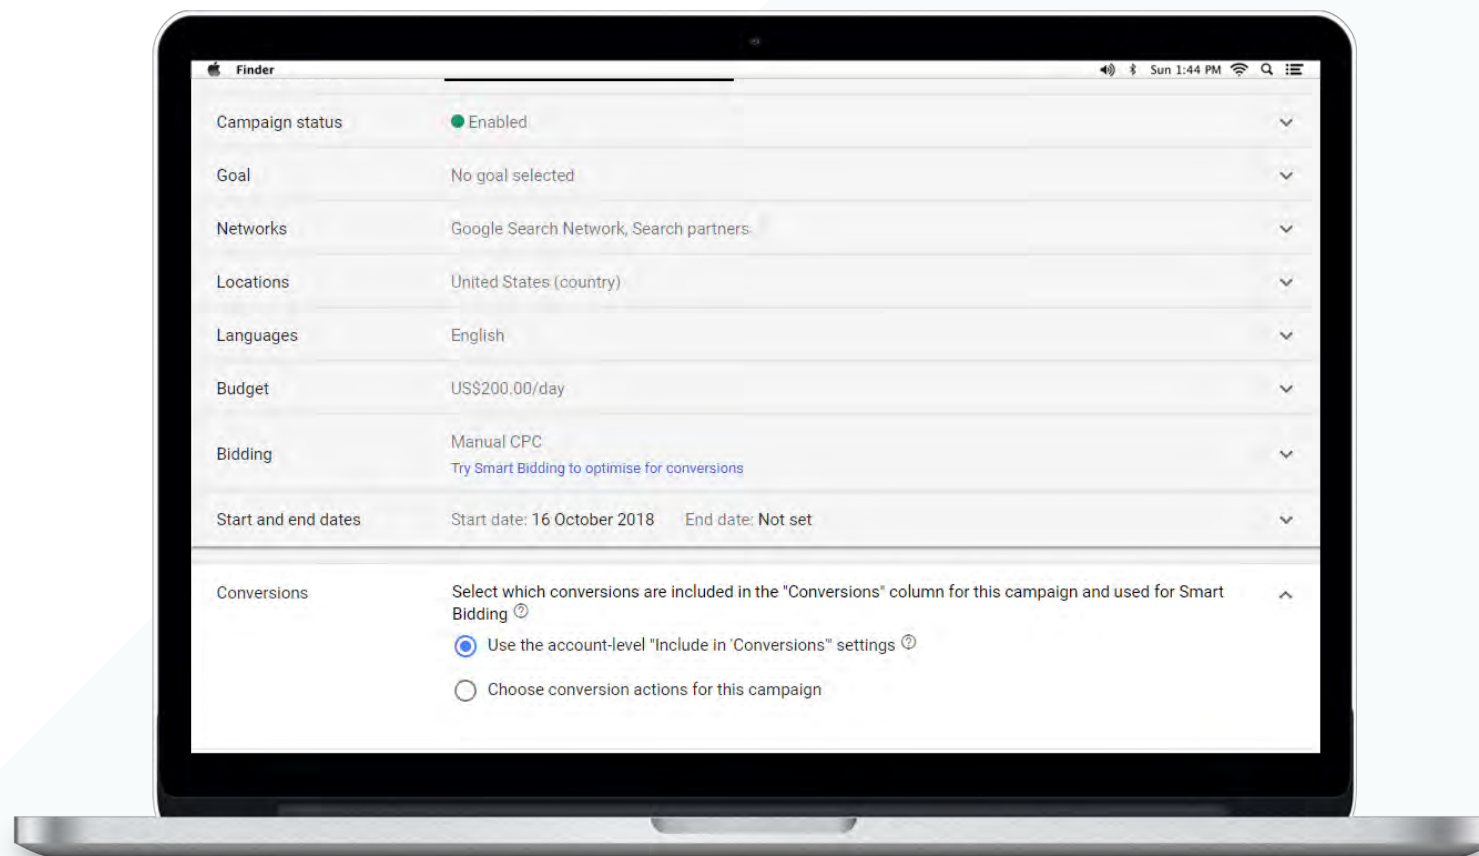 Finder
Sun 1:44 PM
Campaign status
Enabled
Goal
No goal selected
Networks
Google Search Network, Search partners
Locations
United States (country)
Languages
English
Budget
US$200.00/day
Bidding
Manual CPC
Try Smart Bidding to optimise for conversions
Start and end dates
Start date: 16 October 2018 End date: Not set
Conversions
Select which conversions are included in the "Conversions" column for this campaign and used for Smart
Bidding ?
Use the account-level "Include in 'Conversions'" settings ?
Choose conversion actions for this campaign